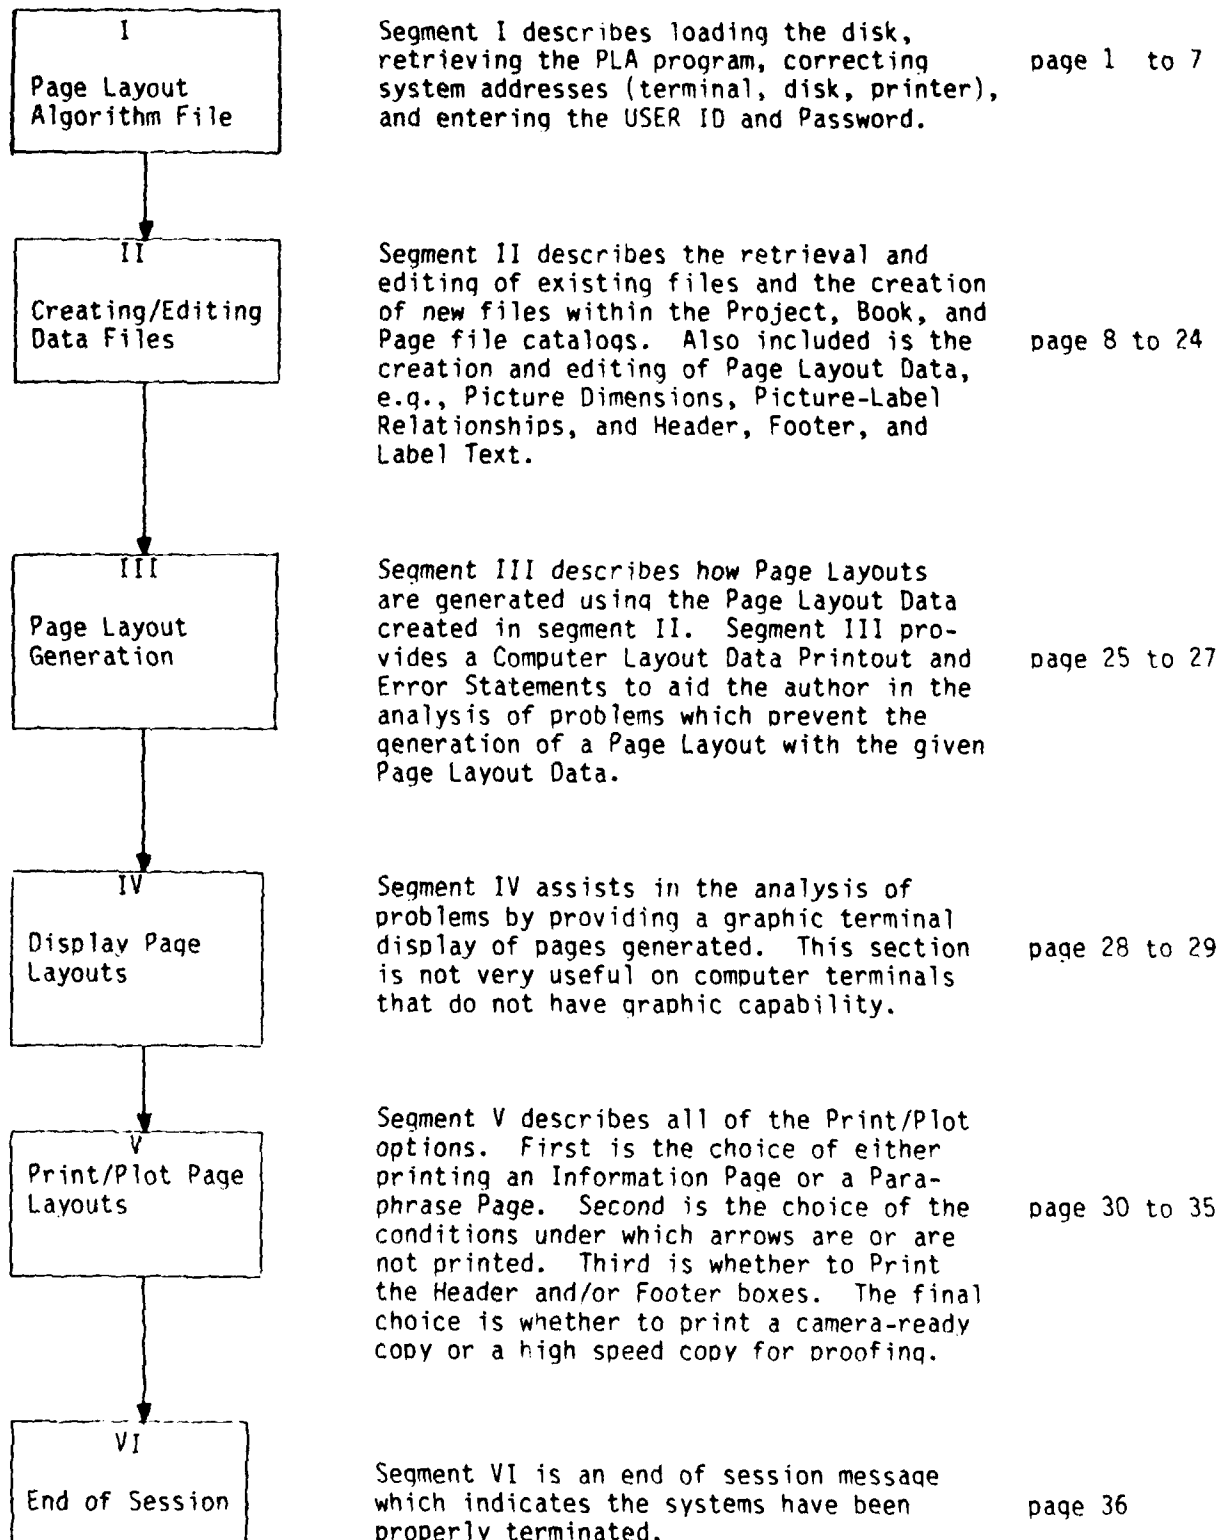 I
Page Layout
Algorithm File
Segment I describes loading the disk,
retrieving the PLA program, correcting
system addresses (terminal, disk, printer),
and entering the USER ID and Password.
page 1 to 7
II
Creating/Editing
Data Files
Segment II describes the retrieval and
editing of existing files and the creation
of new files within the Project, Book, and
Page file catalogs. Also included is the
creation and editing of Page Layout Data,
e.g., Picture Dimensions, Picture-Label
Relationships, and Header, Footer, and
Label Text.
page 8 to 24
III
Page Layout
Generation
Segment III describes how Page Layouts
are generated using the Page Layout Data
created in segment II. Segment III pro-
vides a Computer Layout Data Printout and
Error Statements to aid the author in the
analysis of problems which prevent the
generation of a Page Layout with the given
Page Layout Data.
page 25 to 27
IV
Display Page
Layouts
Segment IV assists in the analysis of
problems by providing a graphic terminal
display of pages generated. This section
is not very useful on computer terminals
that do not have graphic capability.
page 28 to 29
V
Print/Plot Page
Layouts
Segment V describes all of the Print/Plot
options. First is the choice of either
printing an Information Page or a Para-
phrase Page. Second is the choice of the
conditions under which arrows are or are
not printed. Third is whether to Print
the Header and/or Footer boxes. The final
choice is whether to print a camera-ready
copy or a high speed copy for proofing.
page 30 to 35
VI
End of Session
Segment VI is an end of session message
which indicates the systems have been
properly terminated.
page 36